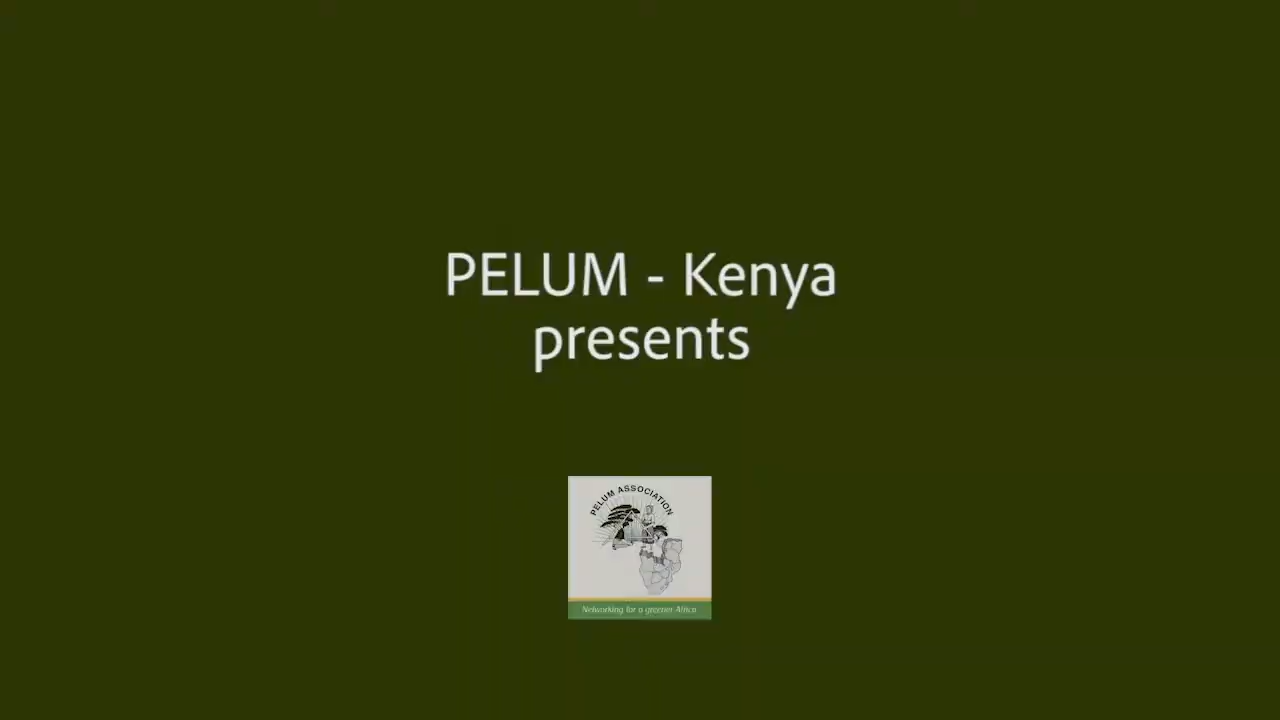 PELUM - Kenya
presents
PELUM ASSOCIATION
Networking for a greener Africa